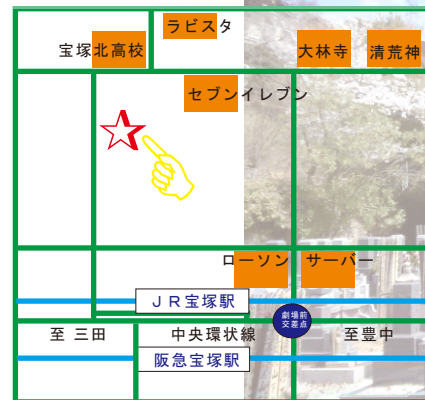 ラビスタ
宝塚北高校
大林寺
清荒神
セブンイレブン
ローソン
サーバー
JR宝塚駅
劇場前
交差点
至 三田
中央環状線
至豊中
阪急宝塚駅